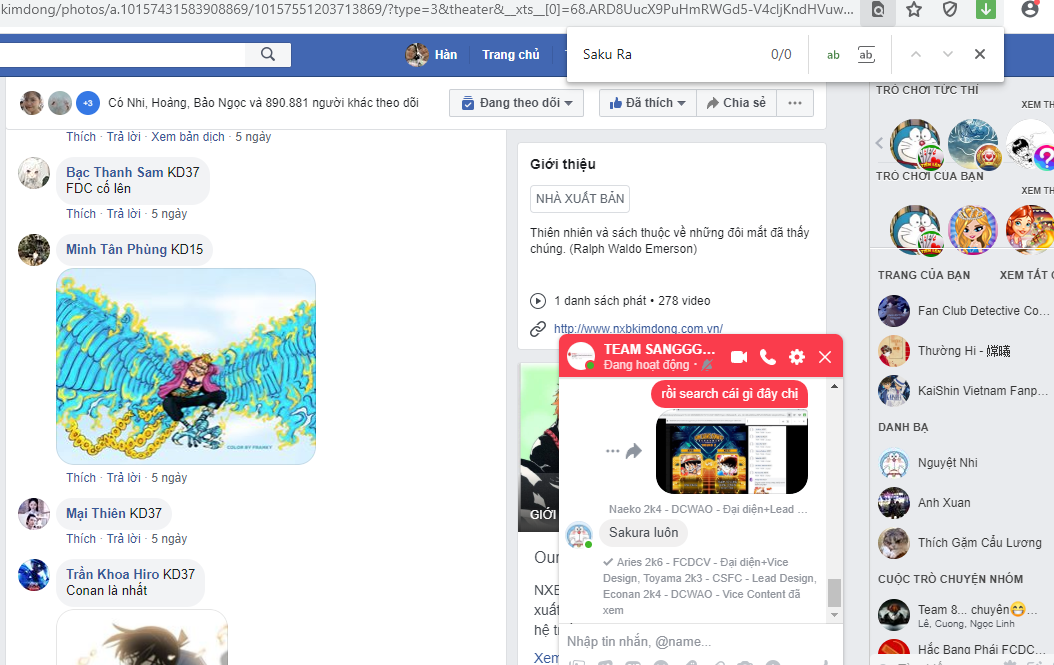 kimdong/photos/a.10157431583908869/10157551203713869/?type=3&theater&__xts__[0]=68.ARD8UucX9PuHmRWGd5-V4cljKndHVuw...
Saku Ra
0/0
ab
ab,
Hàn
Trang chủ
+3
Có Nhi, Hoàng, Bảo Ngọc và 890.881 người khác theo dõi
Đang theo dõi
Đã thích
Chia sẻ
Thích · Trả lời · Xem bản dịch · 5 ngày
Bạc Thanh Sam KD37
FDC cố lên
Thích · Trả lời · 5 ngày
Minh Tân Phùng KD15
COLOR BY FRANKY
Thích · Trả lời · 5 ngày
Mại Thiên KD37
Thích · Trả lời · 5 ngày
Trần Khoa Hiro KD37
Conan là nhất
Giới thiệu
NHÀ XUẤT BẢN
Thiên nhiên và sách thuộc về những đôi mắt đã thấy
chúng. (Ralph Waldo Emerson)
1 danh sách phát • 278 video
http://www.nxbkimdong.com.vn/
GIỚI
Our
NXB
xuất
hệ tr
Xem
TEAM SANGGG...
Đang hoạt động ·
rồi search cái gì đây chị
Naeko 2k4 - DCWAO - Đại diện+Lead ...
Sakura luôn
Aries 2k6 - FCDCV - Đại diện+Vice
Design, Toyama 2k3 - CSFC - Lead Design,
Econan 2k4 - DCWAO - Vice Content đã
xem
Nhập tin nhắn, @name...
TRÒ CHƠI TỨC THÌ
XEM TH
TRÒ CHƠI CỦA BẠN
XEM TH
TRANG CỦA BẠN
XEM TẤT C
Fan Club Detective Co...
Thường Hi - 嫦曦
KaiShin Vietnam Fanp...
DANH BẠ
Nguyệt Nhi
Anh Xuan
Thích Gặm Cẩu Lương
CUỘC TRÒ CHUYỆN NHÓM
Team 8... chuyên😁...
Lê, Cuong, Ngọc Linh
Hắc Bang Phái FCDC...